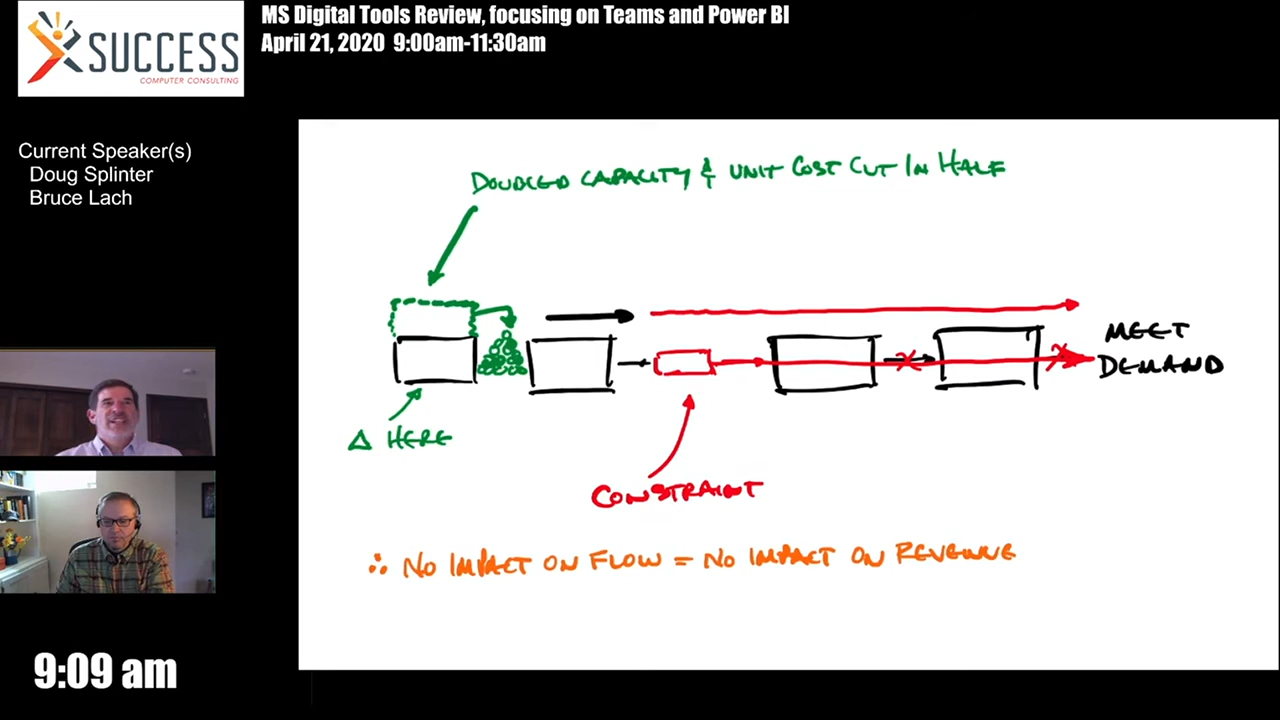 MS Digital Tools Review, focusing on Teams and Power BI
April 21, 2020 9:00am-11:30am
SUCCESS
COMPUTER CONSULTING
Current Speaker(s)
Doug Splinter
Bruce Lach
DOUBLED CAPACITY & UNIT COST CUT IN HALF
MEET
DEMAND
Δ HERE
CONSTRAINT
∴ NO IMPACT ON FLOW = NO IMPACT ON REVENUE
9:09 am